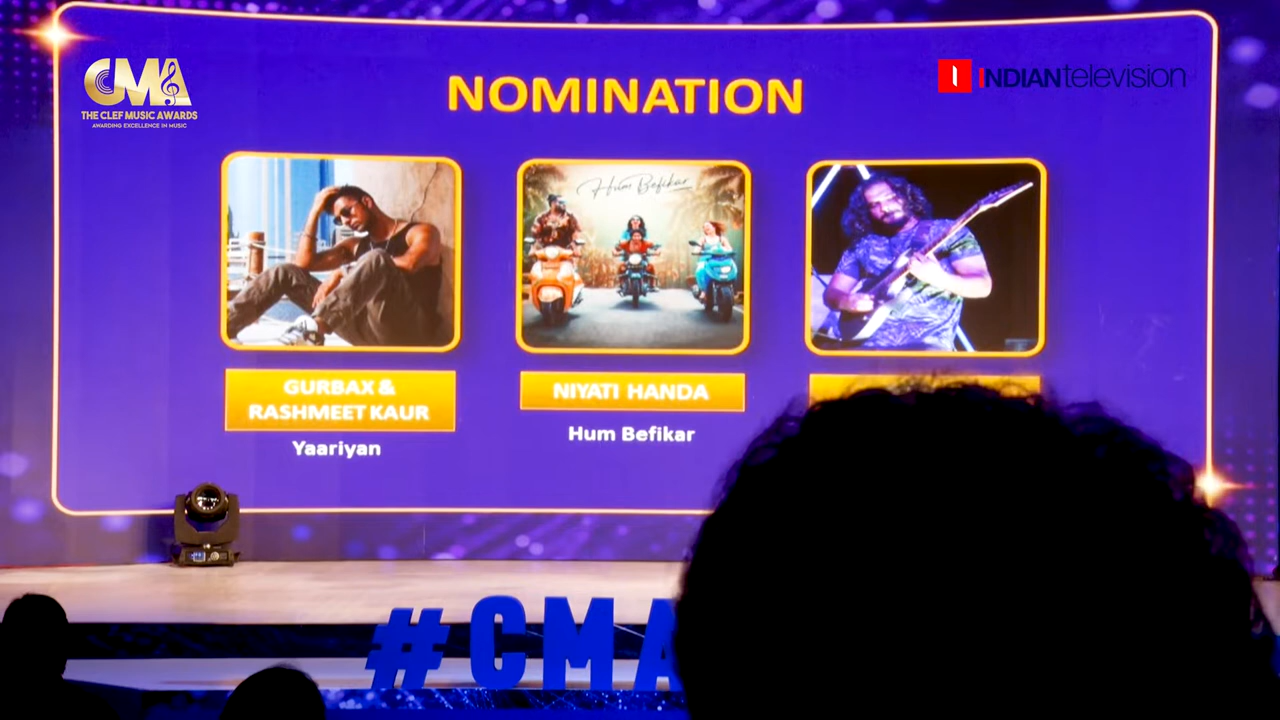 CMA
THE CLEF MUSIC AWARDS
AWARDING EXCELLENCE IN MUSIC
INDIANtelevision
NOMINATION
Hum Befikar
GURBAX &
RASHMEET KAUR
Yaariyan
NIYATI HANDA
Hum Befikar
#CMA